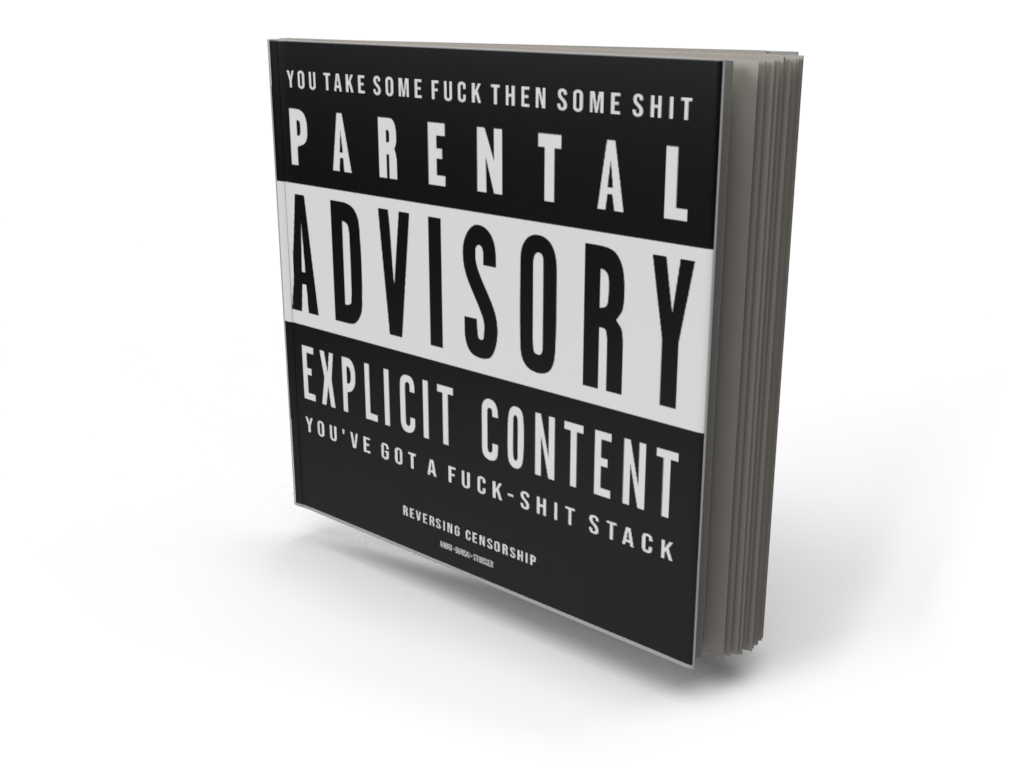 YOU TAKE SOME FUCK THEN SOME SHIT
PARENTAL
ADVISORY
EXPLICIT CONTENT
YOU'VE GOT A FUCK-SHIT STACK
REVERSING CENSORSHIP